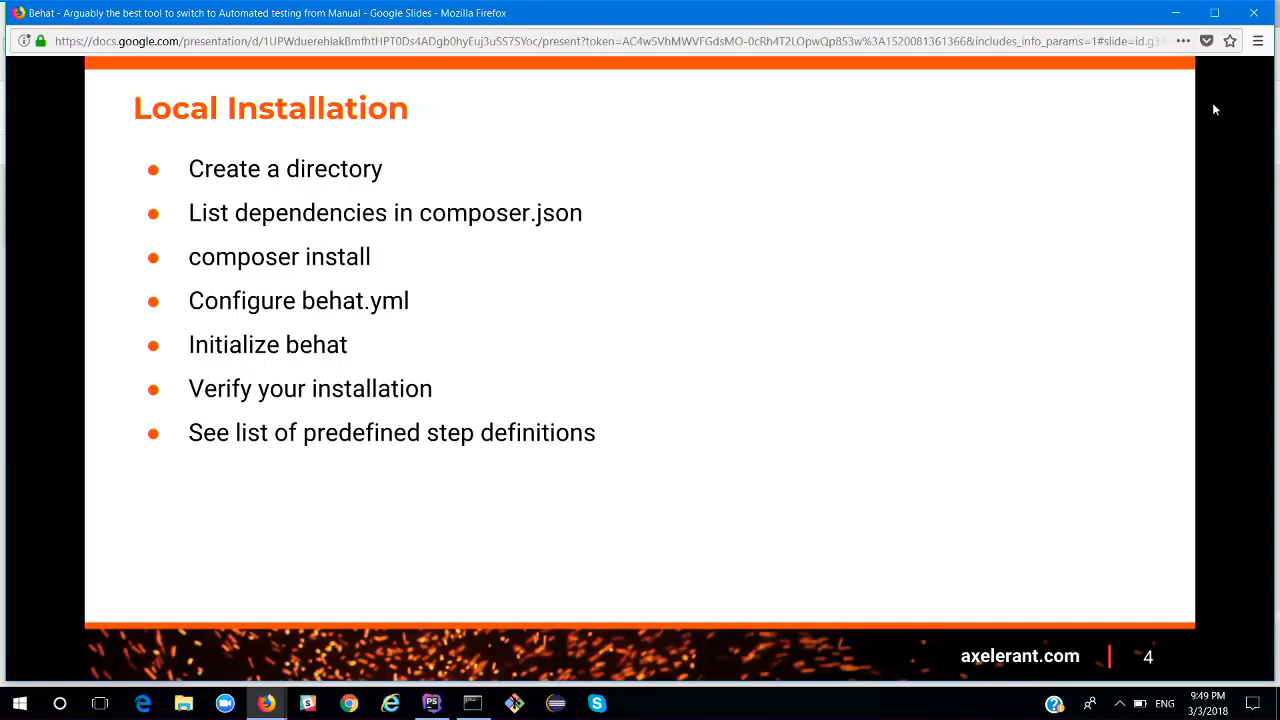 Behat - Arguably the best tool to switch to Automated testing from Manual - Google Slides - Mozilla Firefox
Local Installation
Create a directory
List dependencies in composer.json
composer install
Configure behat.yml
Initialize behat
Verify your installation
See list of predefined step definitions
axelerant.com
4
ENG
9:49 PM
3/3/2018